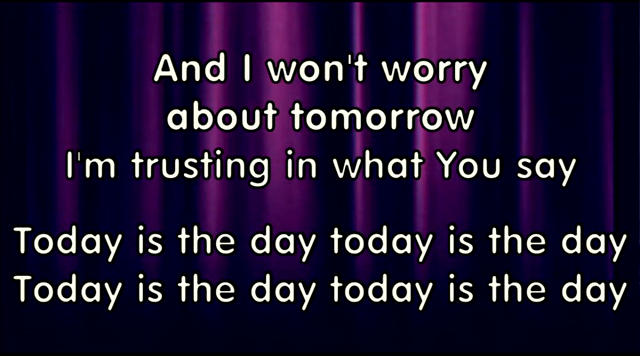 And I won't worry
about tomorrow
I'm trusting in what You say
Today is the day today is the day
Today is the day today is the day